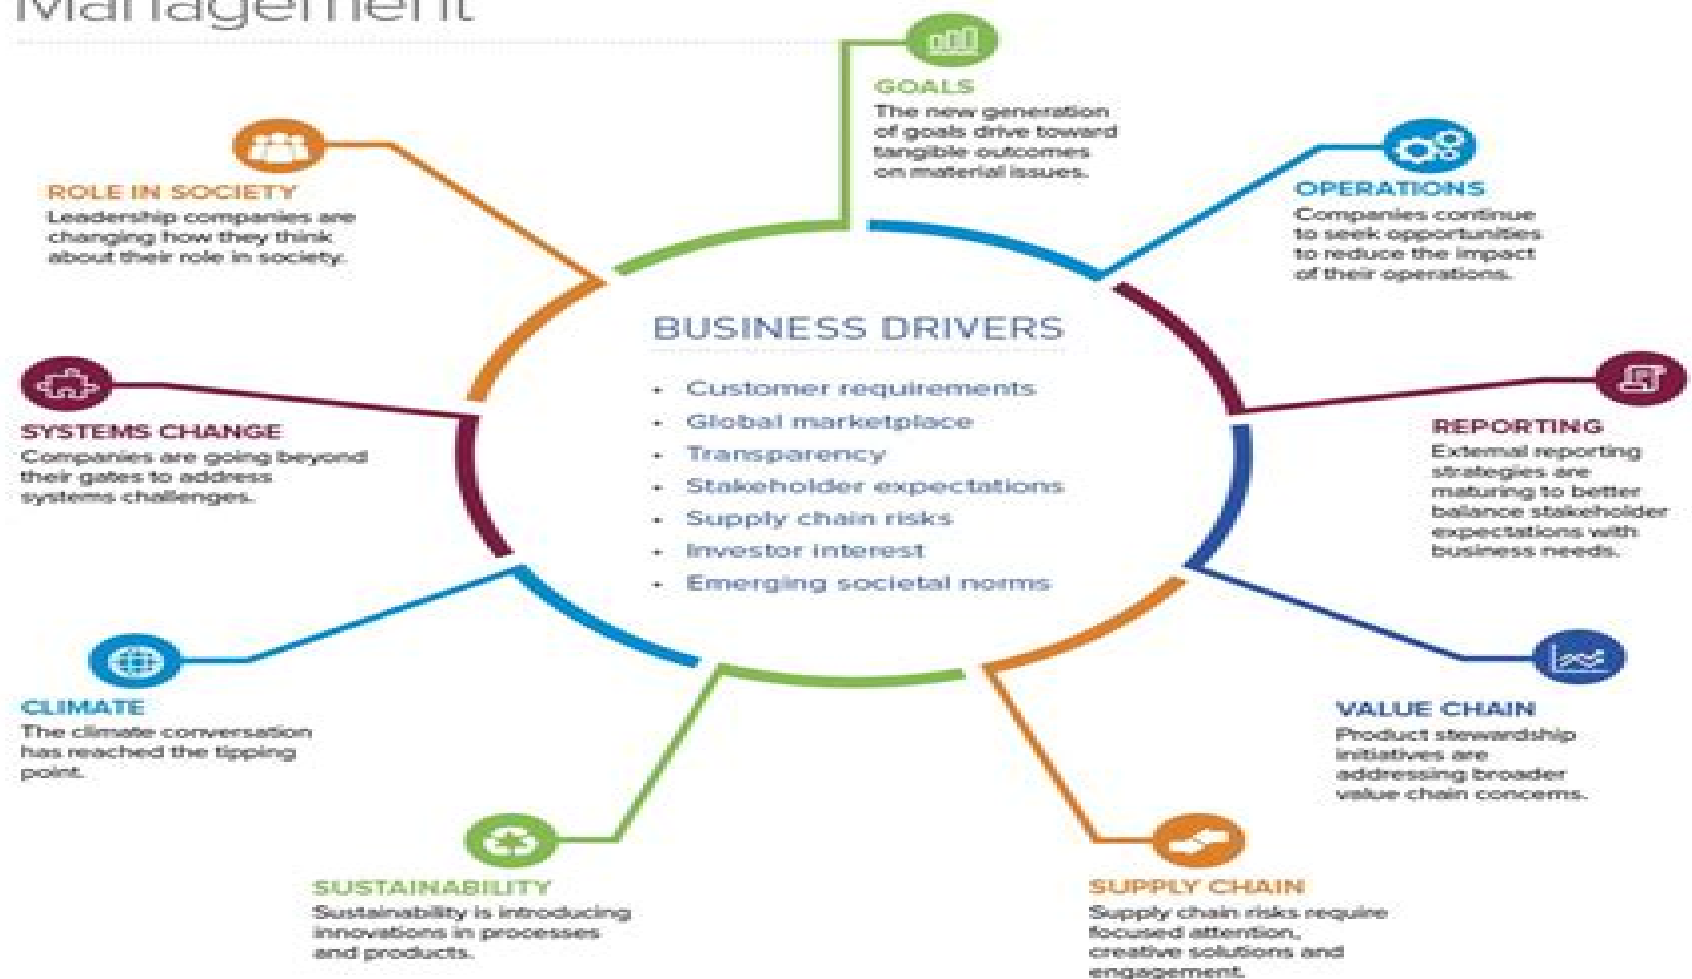 Management
GOALS
The new generation
of goals drive toward
tangible outcomes
on material issues.
OPERATIONS
Companies continue
to seek opportunities
to reduce the impact
of their operations.
REPORTING
External reporting
strategies are
maturing to better
balance stakeholder
expectations with
business needs.
VALUE CHAIN
Product stewardship
initiatives are
addressing broader
value chain concerns.
SUPPLY CHAIN
Supply chain risks require
focused attention,
creative solutions and
engagement.
SUSTAINABILITY
Sustainability is introducing
innovations in processes
and products.
CLIMATE
The climate conversation
has reached the tipping
point.
SYSTEMS CHANGE
Companies are going beyond
their gates to address
systems challenges.
ROLE IN SOCIETY
Leadership companies are
changing how they think
about their role in society.
BUSINESS DRIVERS
• Customer requirements
• Global marketplace
• Transparency
• Stakeholder expectations
• Supply chain risks
• Investor interest
• Emerging societal norms